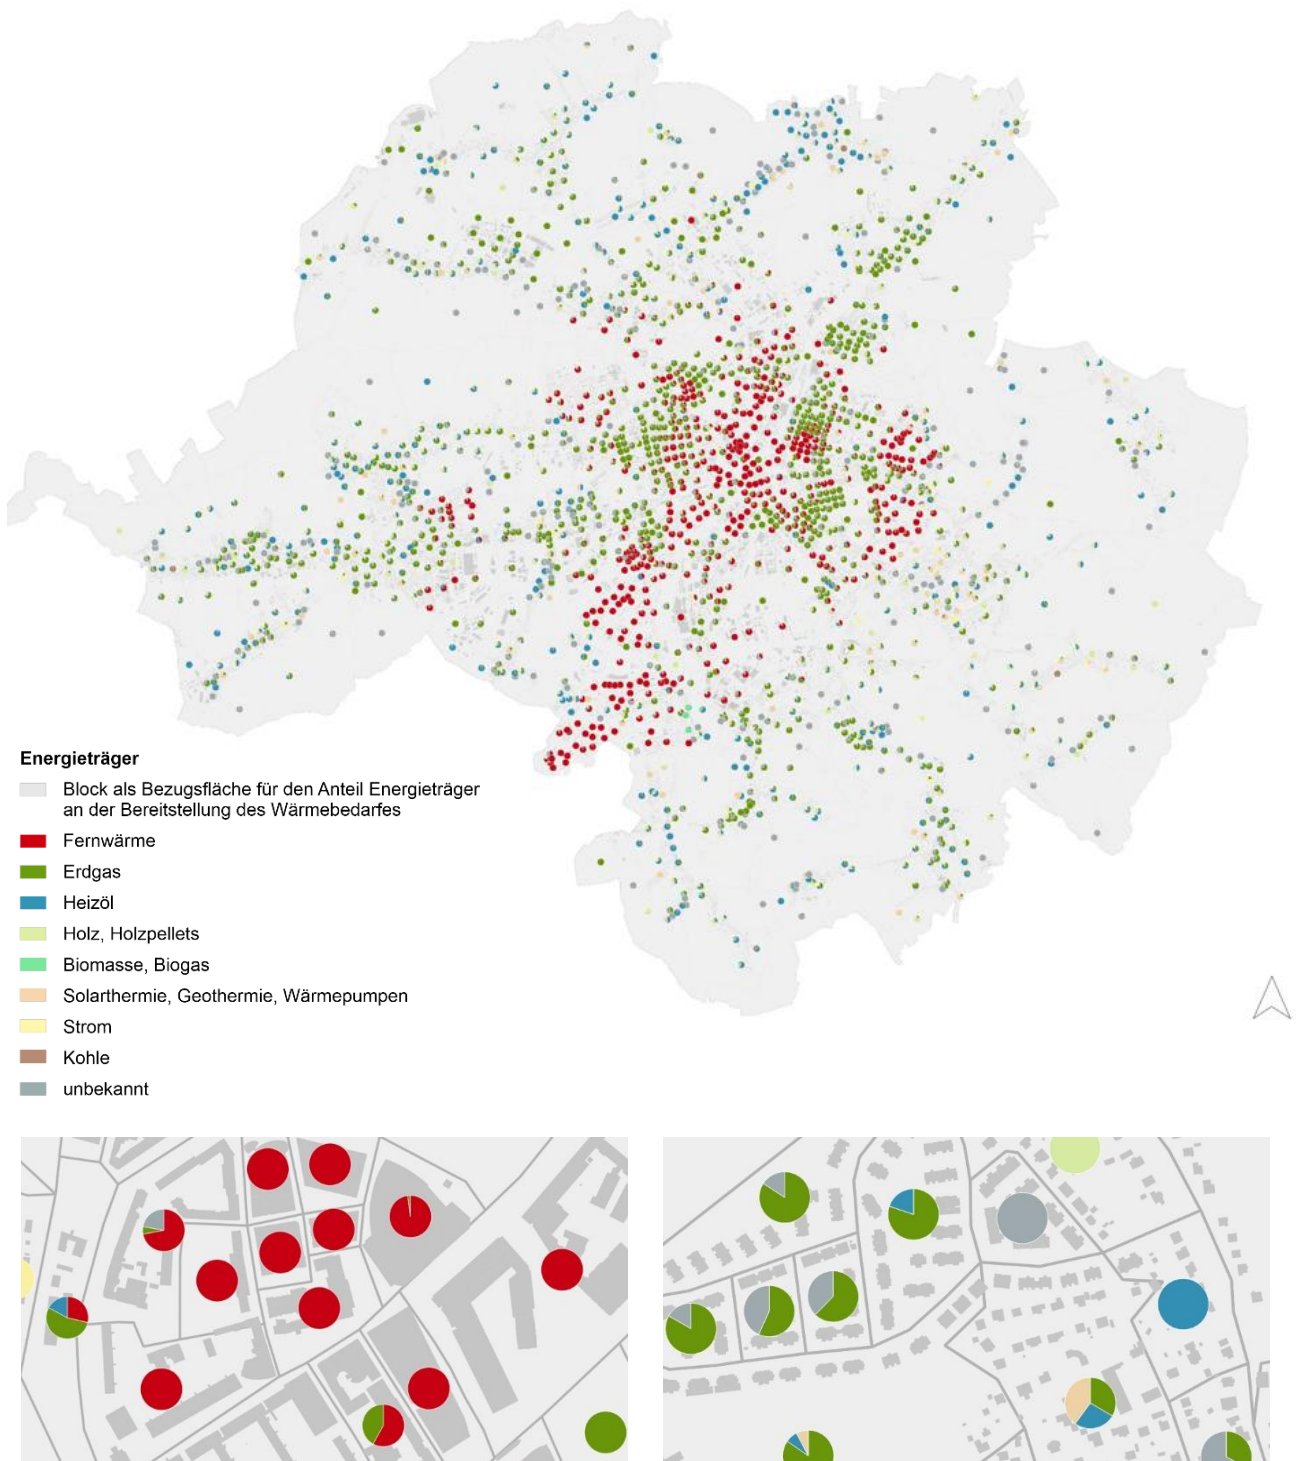 Energieträger
Block als Bezugsfläche für den Anteil Energieträger
an der Bereitstellung des Wärmebedarfes
Fernwärme
Erdgas
Heizöl
Holz, Holzpellets
Biomasse, Biogas
Solarthermie, Geothermie, Wärmepumpen
Strom
Kohle
unbekannt